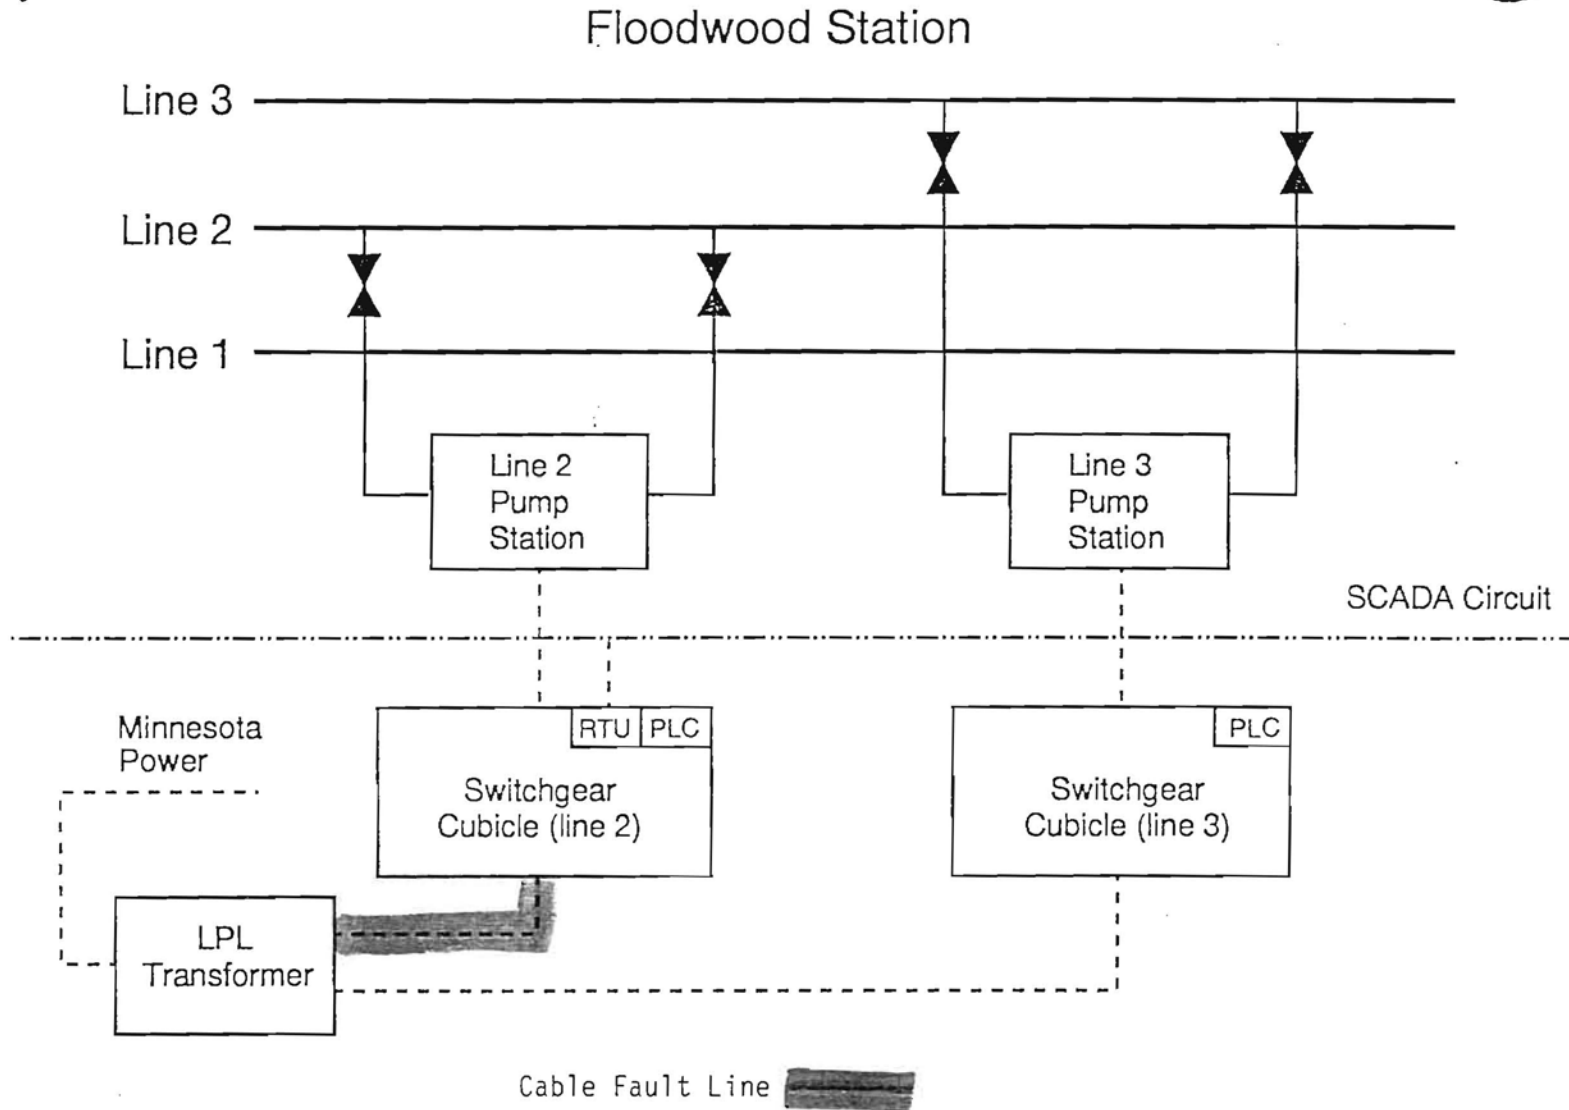 Floodwood Station
Line 3
Line 2
Line 1
Line 2
Pump
Station
Line 3
Pump
Station
SCADA Circuit
Minnesota
Power
RTU
PLC
Switchgear
Cubicle (line 2)
PLC
Switchgear
Cubicle (line 3)
LPL
Transformer
Cable Fault Line